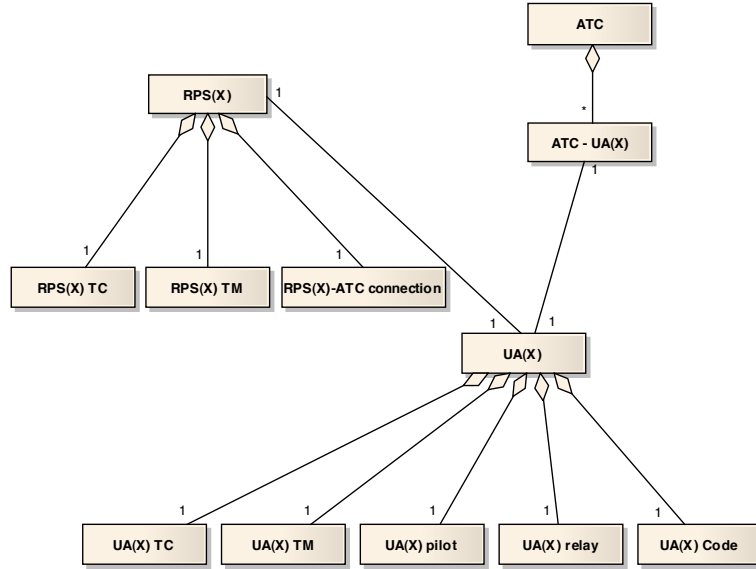 ATC
RPS(X)
1
*
ATC - UA(X)
1
1
1
1
RPS(X) TC
RPS(X) TM
RPS(X)-ATC connection
1
1
UA(X)
1
1
1
1
1
UA(X) TC
UA(X) TM
UA(X) pilot
UA(X) relay
UA(X) Code